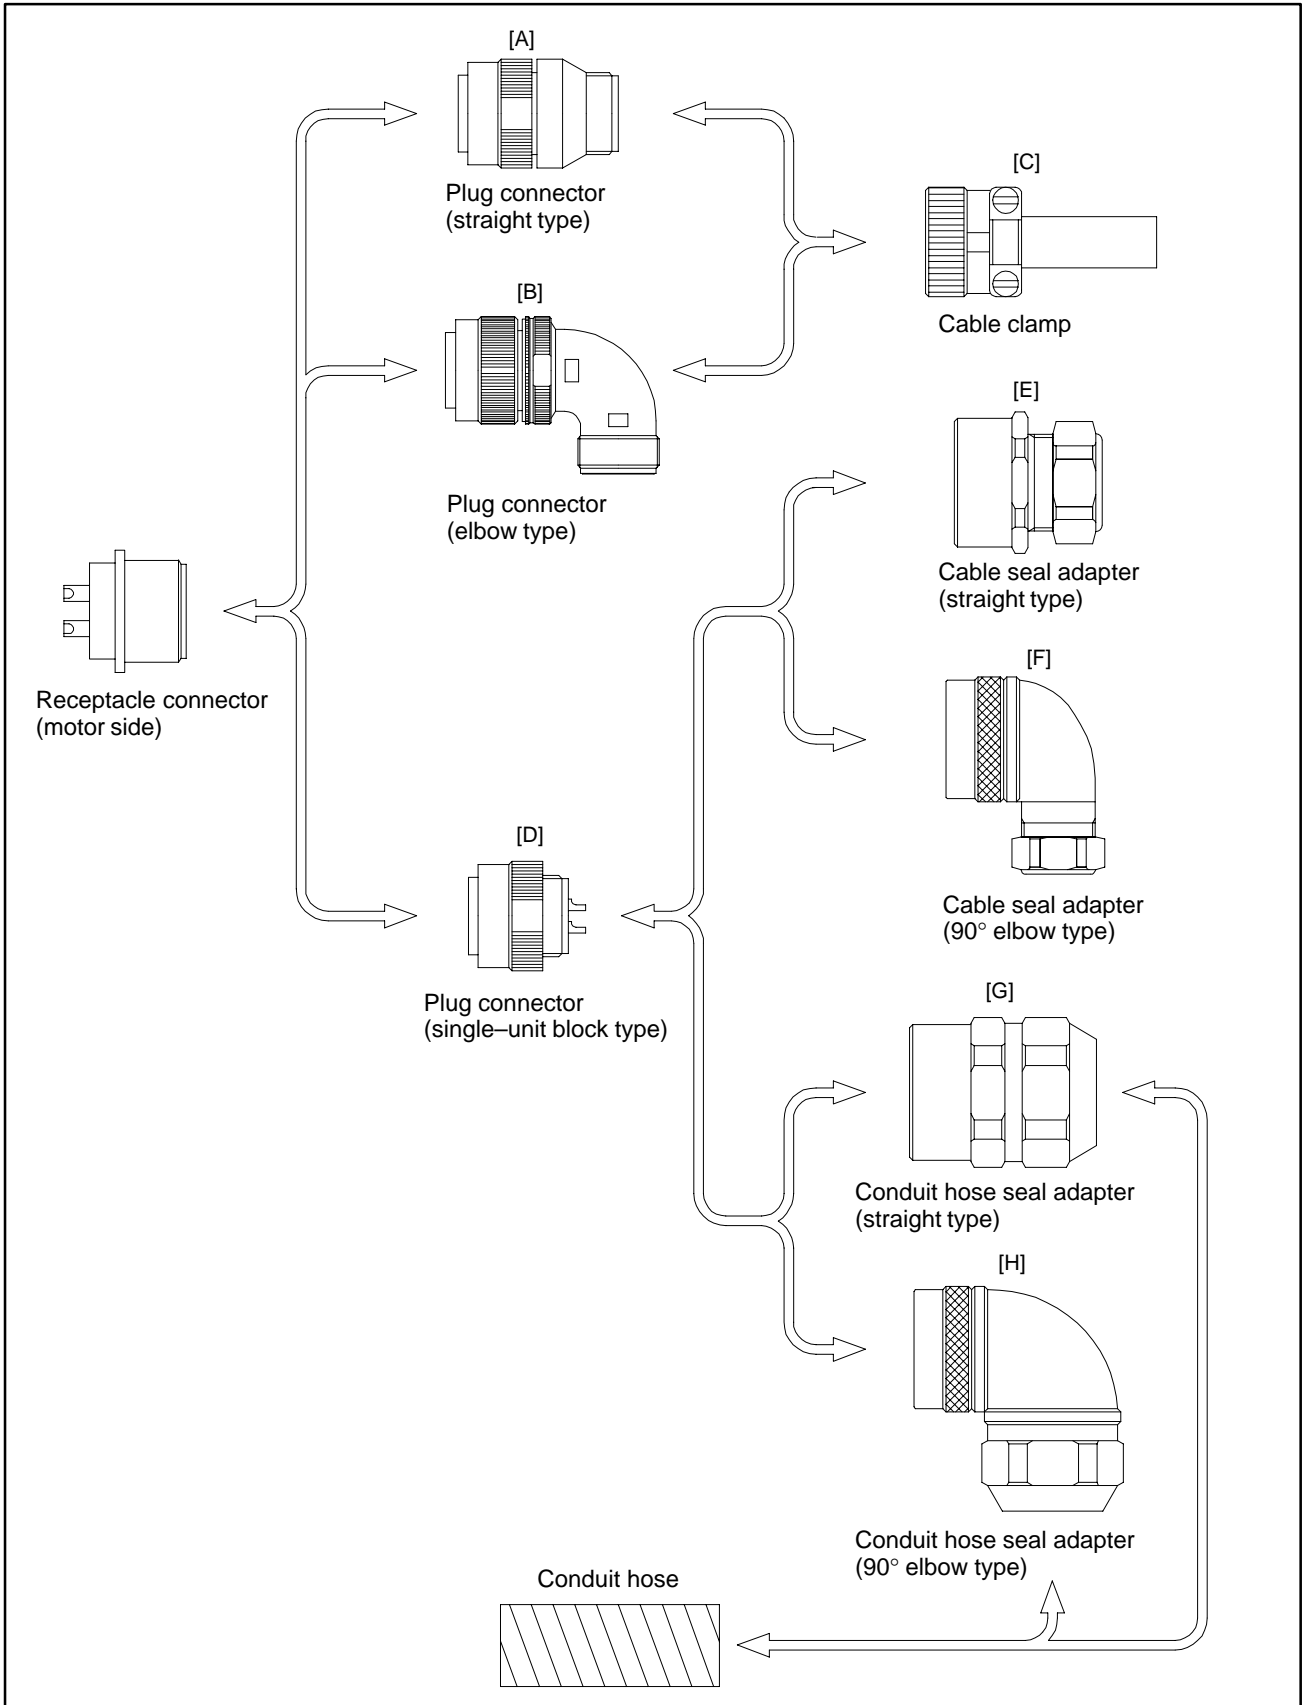 [A]
Plug connector
(straight type)
[C]
Cable clamp
[B]
Plug connector
(elbow type)
[E]
Cable seal adapter
(straight type)
Receptacle connector
(motor side)
[F]
Cable seal adapter
(90° elbow type)
[D]
Plug connector
(single–unit block type)
[G]
Conduit hose seal adapter
(straight type)
[H]
Conduit hose seal adapter
(90° elbow type)
Conduit hose